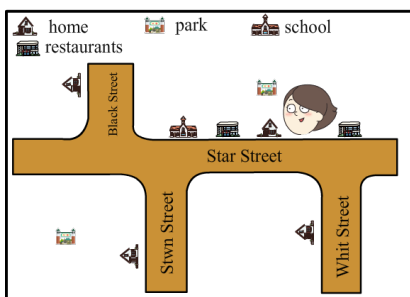 home park school
restaurants
Black Street
Star Street
Stwn Street
Whit Street